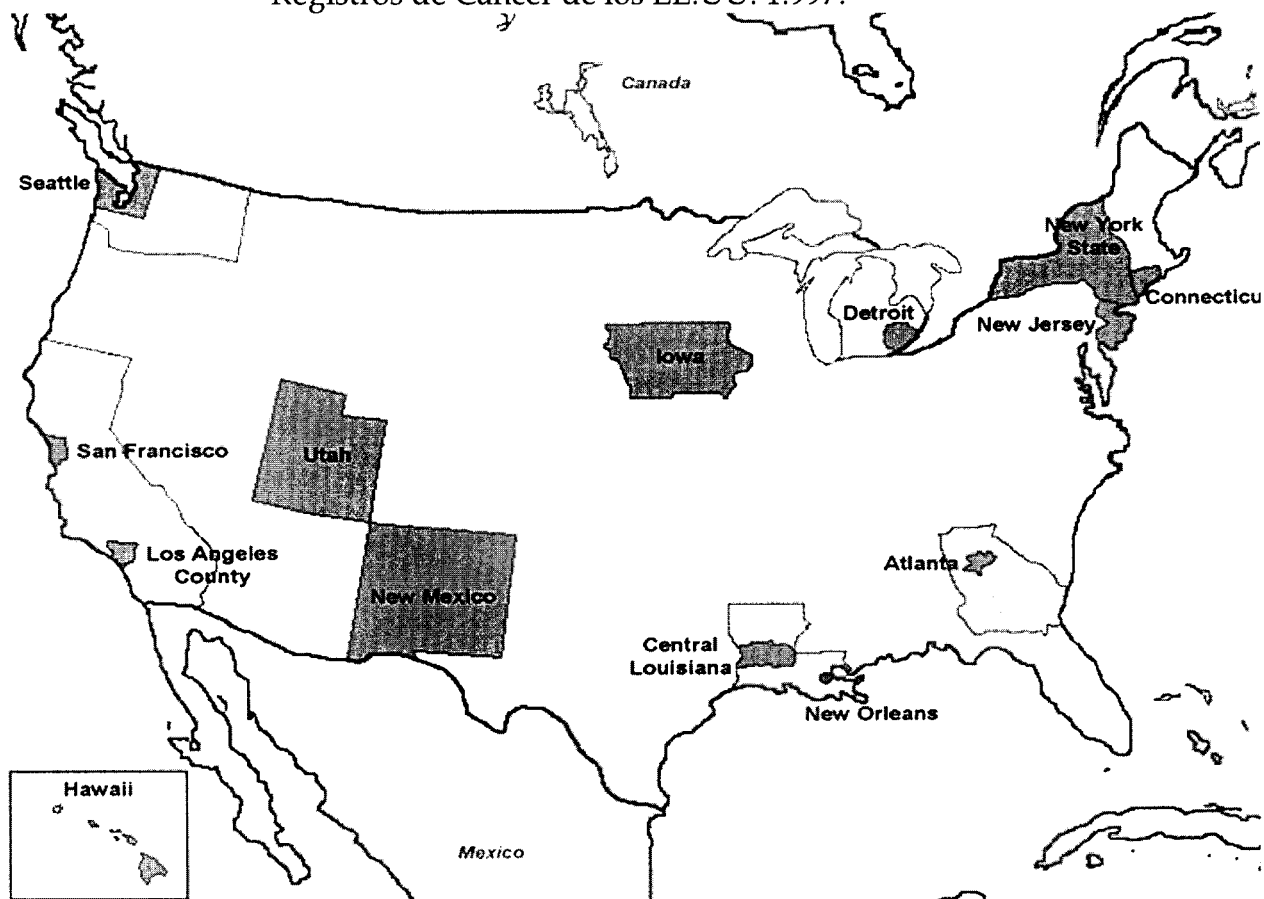 Registros de Cáncer de los EE.UU. 1.997.
Canada
Seattle
New York
State
Connecticu
Detroit
New Jersey
Iowa
San Francisco
Utah
Los Angeles
County
Atlanta
New Mexico
Central
Louisiana
New Orleans
Hawaii
Mexico